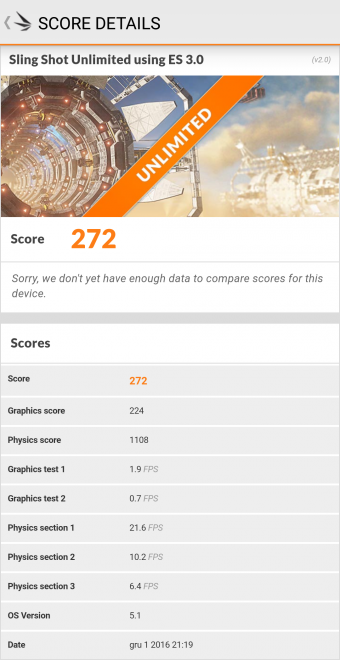 SCORE DETAILS
Sling Shot Unlimited using ES 3.0 (v2.0)
UNLIMITED
Score 272
Sorry, we don't yet have enough data to compare scores for this
device.
Scores
Score 272
Graphics score 224
Physics score 1108
Graphics test 1 1.9 FPS
Graphics test 2 0.7 FPS
Physics section 1 21.6 FPS
Physics section 2 10.2 FPS
Physics section 3 6.4 FPS
OS Version 5.1
Date gru 1 2016 21:19